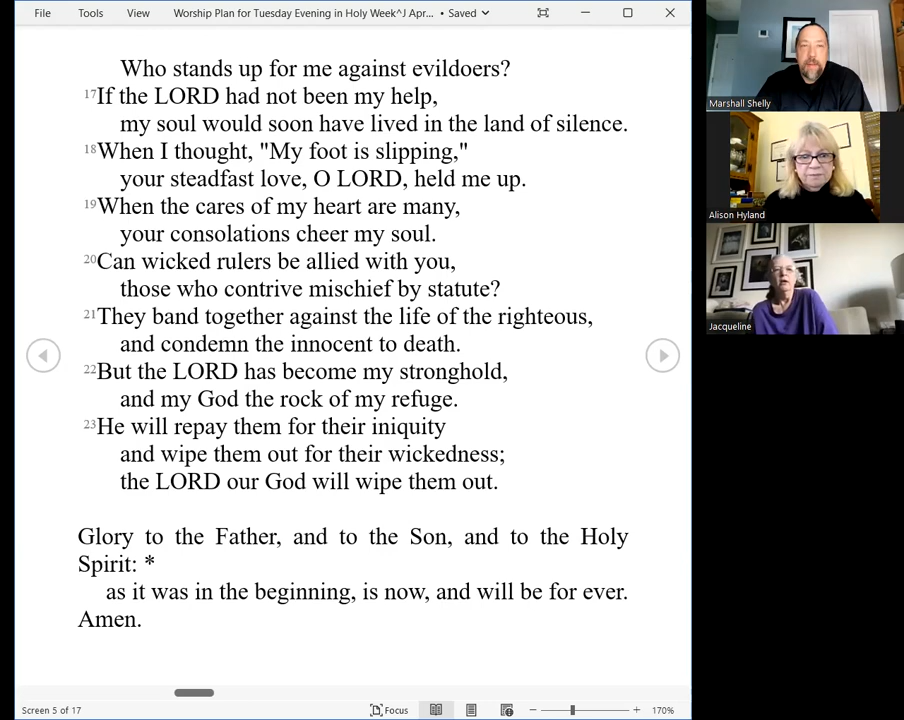 File Tools View Worship Plan for Tuesday Evening in Holy Week^J Apr... • Saved
Who stands up for me against evildoers?
17If the LORD had not been my help,
my soul would soon have lived in the land of silence.
18When I thought, "My foot is slipping,"
your steadfast love, O LORD, held me up.
19When the cares of my heart are many,
your consolations cheer my soul.
20Can wicked rulers be allied with you,
those who contrive mischief by statute?
21They band together against the life of the righteous,
and condemn the innocent to death.
22But the LORD has become my stronghold,
and my God the rock of my refuge.
23He will repay them for their iniquity
and wipe them out for their wickedness;
the LORD our God will wipe them out.
Glory to the Father, and to the Son, and to the Holy
Spirit: *
as it was in the beginning, is now, and will be for ever.
Amen.
Screen 5 of 17 Focus 170%
Marshall Shelly
Alison Hyland
Jacqueline